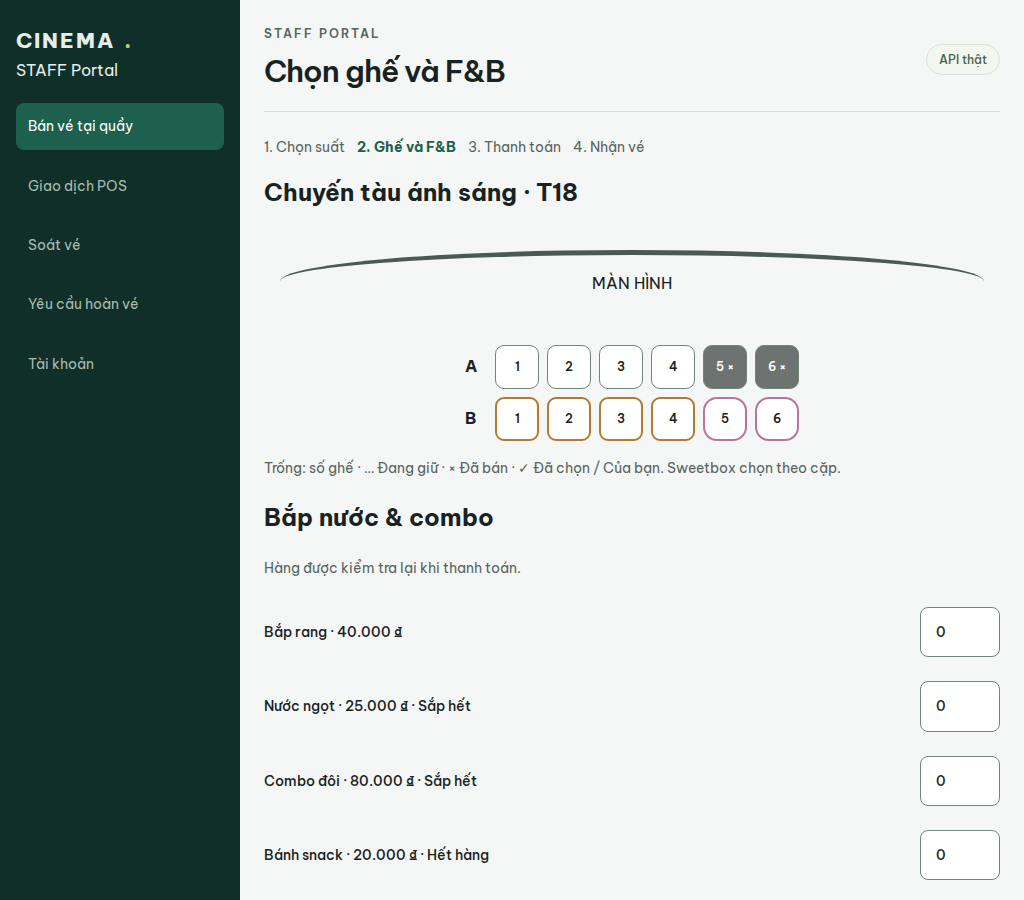 CINEMA .
STAFF Portal
Bán vé tại quầy
Giao dịch POS
Soát vé
Yêu cầu hoàn vé
Tài khoản
STAFF PORTAL
Chọn ghế và F&B
API thật
1. Chọn suất 2. Ghế và F&B 3. Thanh toán 4. Nhận vé
Chuyến tàu ánh sáng · T18
MÀN HÌNH
A 1 2 3 4 5 × 6 ×
B 1 2 3 4 5 6
Trống: số ghế · … Đang giữ · × Đã bán · ✓ Đã chọn / Của bạn. Sweetbox chọn theo cặp.
Bắp nước & combo
Hàng được kiểm tra lại khi thanh toán.
Bắp rang · 40.000 ₫ 0
Nước ngọt · 25.000 ₫ · Sắp hết 0
Combo đôi · 80.000 ₫ · Sắp hết 0
Bánh snack · 20.000 ₫ · Hết hàng 0